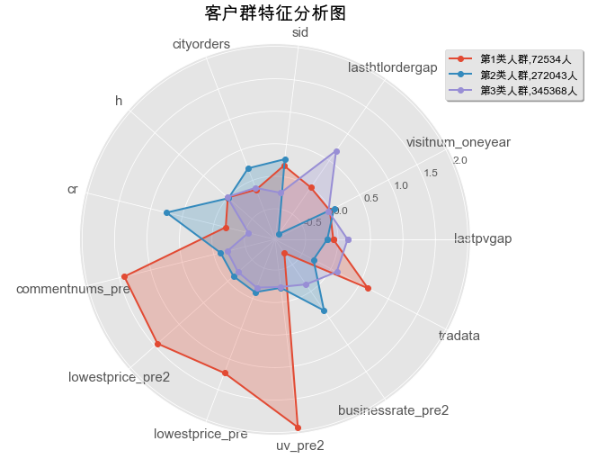 客户群特征分析图
第1类人群,72534人
第2类人群,272043人
第3类人群,345368人
sid
cityorders
lasthtlordergap
h
visitnum_oneyear
2.0
1.5
1.0
0.5
0.0
-0.5
cr
lastpvgap
commentnums_pre
tradata
lowestprice_pre2
businessrate_pre2
lowestprice_pre
uv_pre2